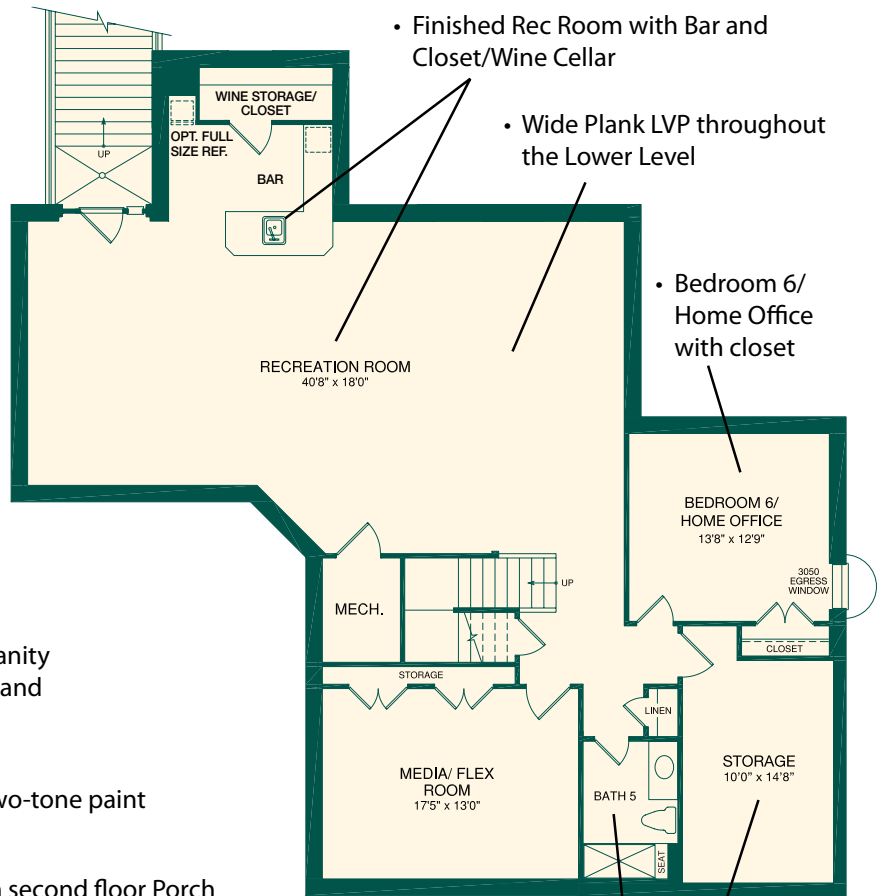 • Finished Rec Room with Bar and
Closet/Wine Cellar
WINE STORAGE/
CLOSET
OPT. FULL
SIZE REF.
UP
BAR
• Wide Plank LVP throughout
the Lower Level
• Bedroom 6/
Home Office
with closet
RECREATION ROOM
40'8" x 18'0"
BEDROOM 6/
HOME OFFICE
13'8" x 12'9"
3050
EGRESS
WINDOW
UP
MECH.
CLOSET
STORAGE
LINEN
anity
and
MEDIA/ FLEX
ROOM
17'5" x 13'0"
BATH 5
STORAGE
10'0" x 14'8"
SEAT
wo-tone paint
second floor Porch